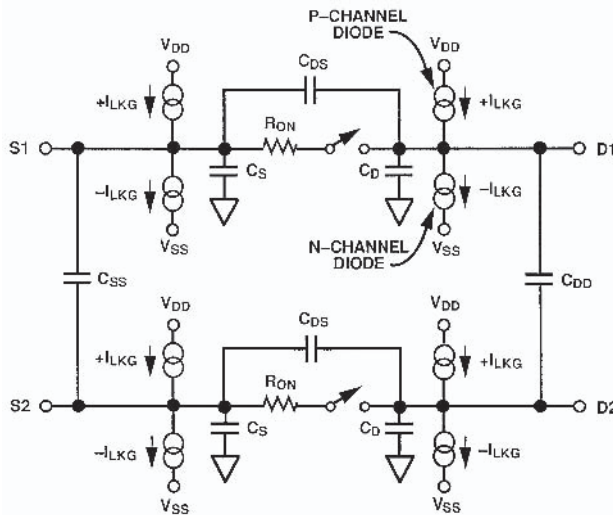 P–CHANNEL
DIODE
VDD
VDD
CDS
+ILKG
+ILKG
RON
S1
D1
CS
CD
–ILKG
–ILKG
VSS
VSS
N–CHANNEL
DIODE
CSS
CDD
VDD
VDD
CDS
+ILKG
+ILKG
RON
S2
D2
CS
CD
–ILKG
–ILKG
VSS
VSS